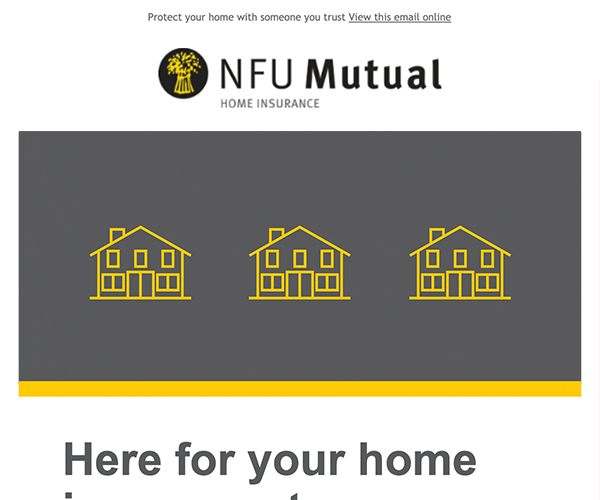 Protect your home with someone you trust View this email online
NFU Mutual
HOME INSURANCE
Here for your home